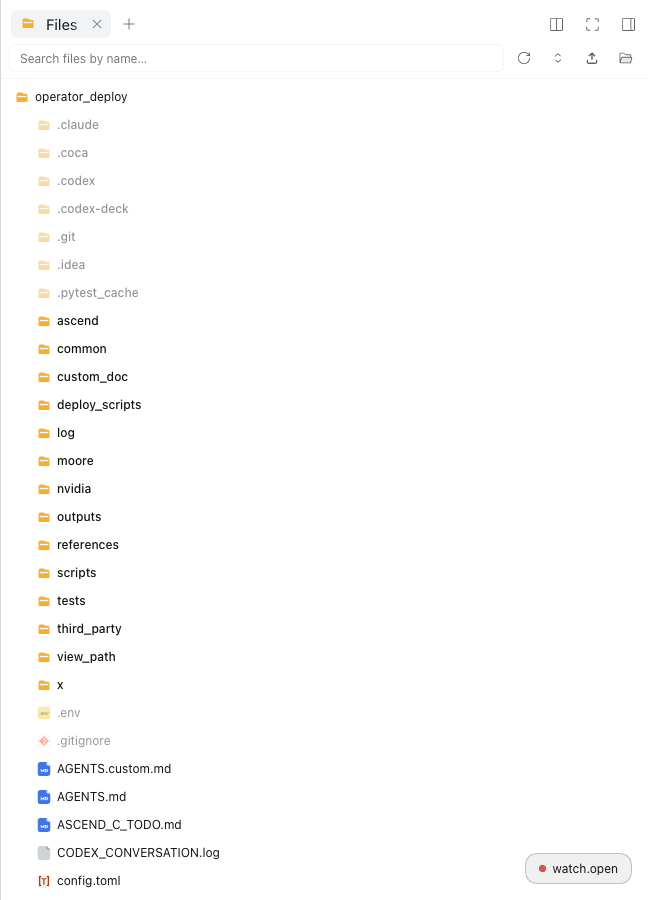 Files
Search files by name...
operator_deploy
.claude
.coca
.codex
.codex-deck
.git
.idea
.pytest_cache
ascend
common
custom_doc
deploy_scripts
log
moore
nvidia
outputs
references
scripts
tests
third_party
view_path
x
.env
.gitignore
AGENTS.custom.md
AGENTS.md
ASCEND_C_TODO.md
CODEX_CONVERSATION.log
watch.open
[T] config.toml